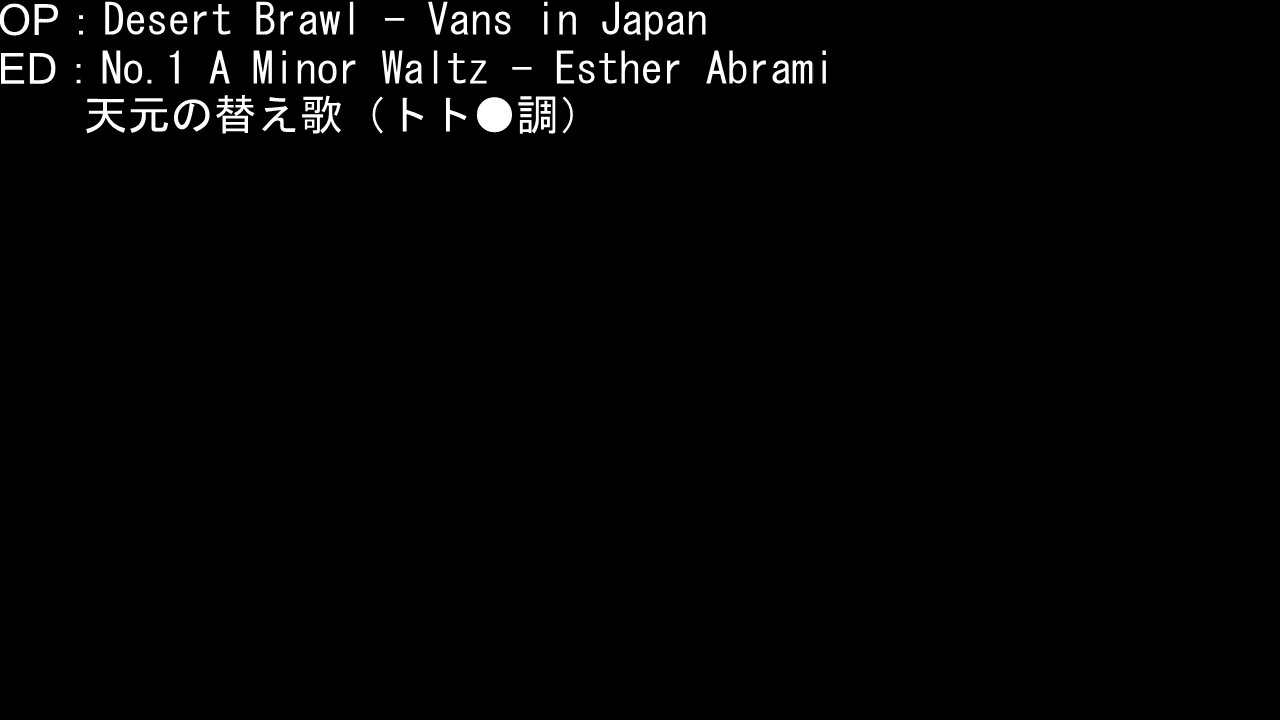 OP：Desert Brawl － Vans in Japan
ED：No.1 A Minor Waltz － Esther Abrami
天元の替え歌（トト●調）